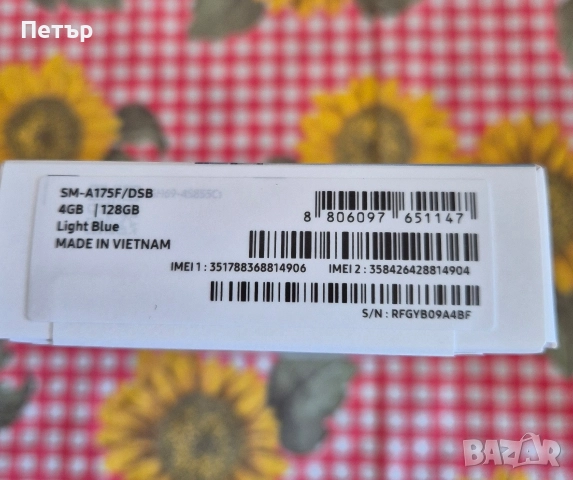 Петър
SM-A175F/DSB
4GB | 128GB
Light Blue
MADE IN VIETNAM
8 806097 651147
IMEI 1 : 351788368814906 IMEI 2 : 358426428814904
S/N : RFGYB09A4BF
BAZAR